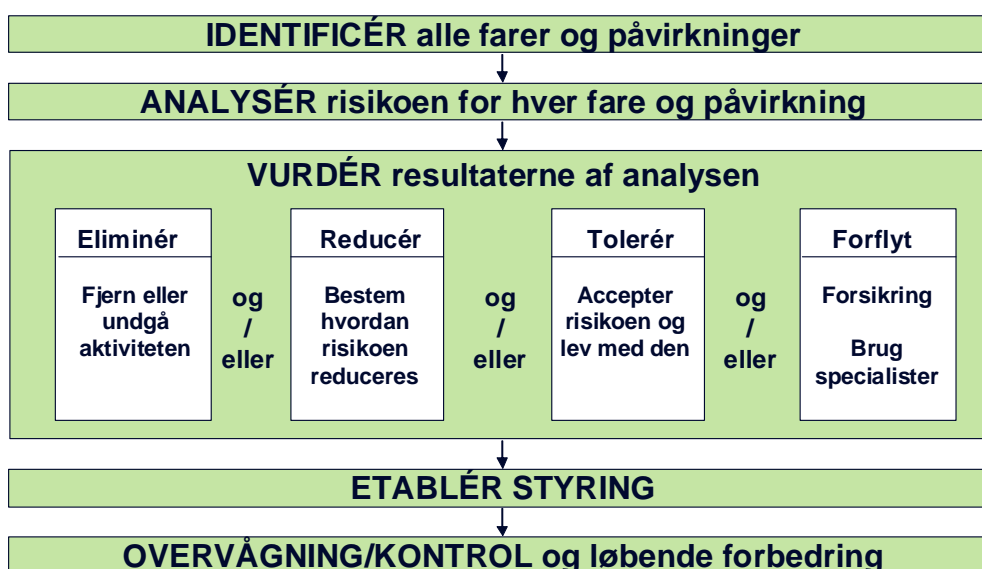 IDENTIFICÉR alle farer og påvirkninger
ANALYSÉR risikoen for hver fare og påvirkning
VURDÉR resultaterne af analysen
Eliminér
Fjern eller
undgå
aktiviteten
og
/
eller
Reducér
Bestem
hvordan
risikoen
reduceres
og
/
eller
Tolerér
Accepter
risikoen og
lev med den
og
/
eller
Forflyt
Forsikring
Brug
specialister
ETABLÉR STYRING
OVERVÅGNING/KONTROL og løbende forbedring